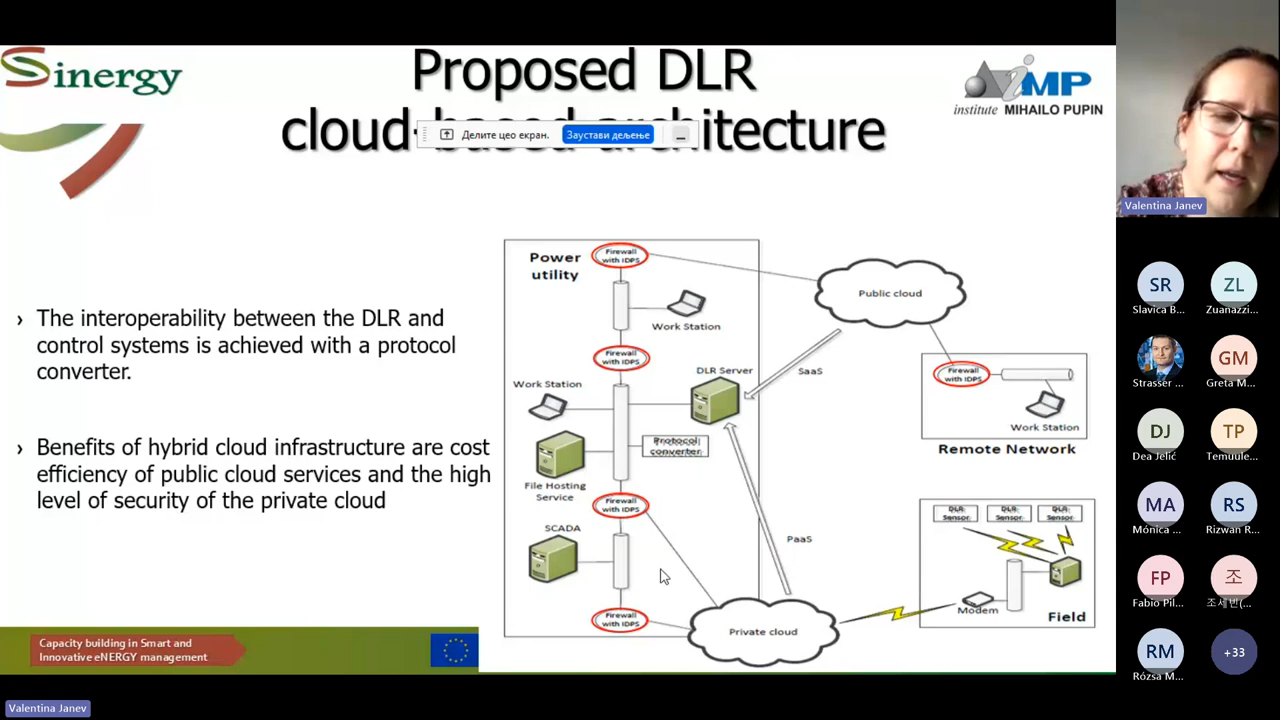 Sinergy
Proposed DLR
cloud-based architecture
iMP
institute MIHAILO PUPIN
Делите цео екран.
Заустави дељење
› The interoperability between the DLR and
control systems is achieved with a protocol
converter.
› Benefits of hybrid cloud infrastructure are cost
efficiency of public cloud services and the high
level of security of the private cloud
Power
utility
Firewall
with IDPS
Work Station
Firewall
with IDPS
Work Station
DLR Server
Protocol
converter
File Hosting
Service
Firewall
with IDPS
SCADA
Firewall
with IDPS
Public cloud
SaaS
Firewall
with IDPS
Work Station
Remote Network
PaaS
DLR
Sensor
DLR
Sensor
DLR
Sensor
Modem
Field
Private cloud
Capacity building in Smart and
Innovative eNERGY management
Valentina Janev
Valentina Janev
SR
Slavica B...
ZL
Zuanazzi...
Strasser ...
GM
Greta M...
DJ
Dea Jelić
TP
Temuule...
MA
Mónica ...
RS
Rizwan R...
FP
Fabio Pil...
조
조세빈(...
RM
Rózsa M...
+33